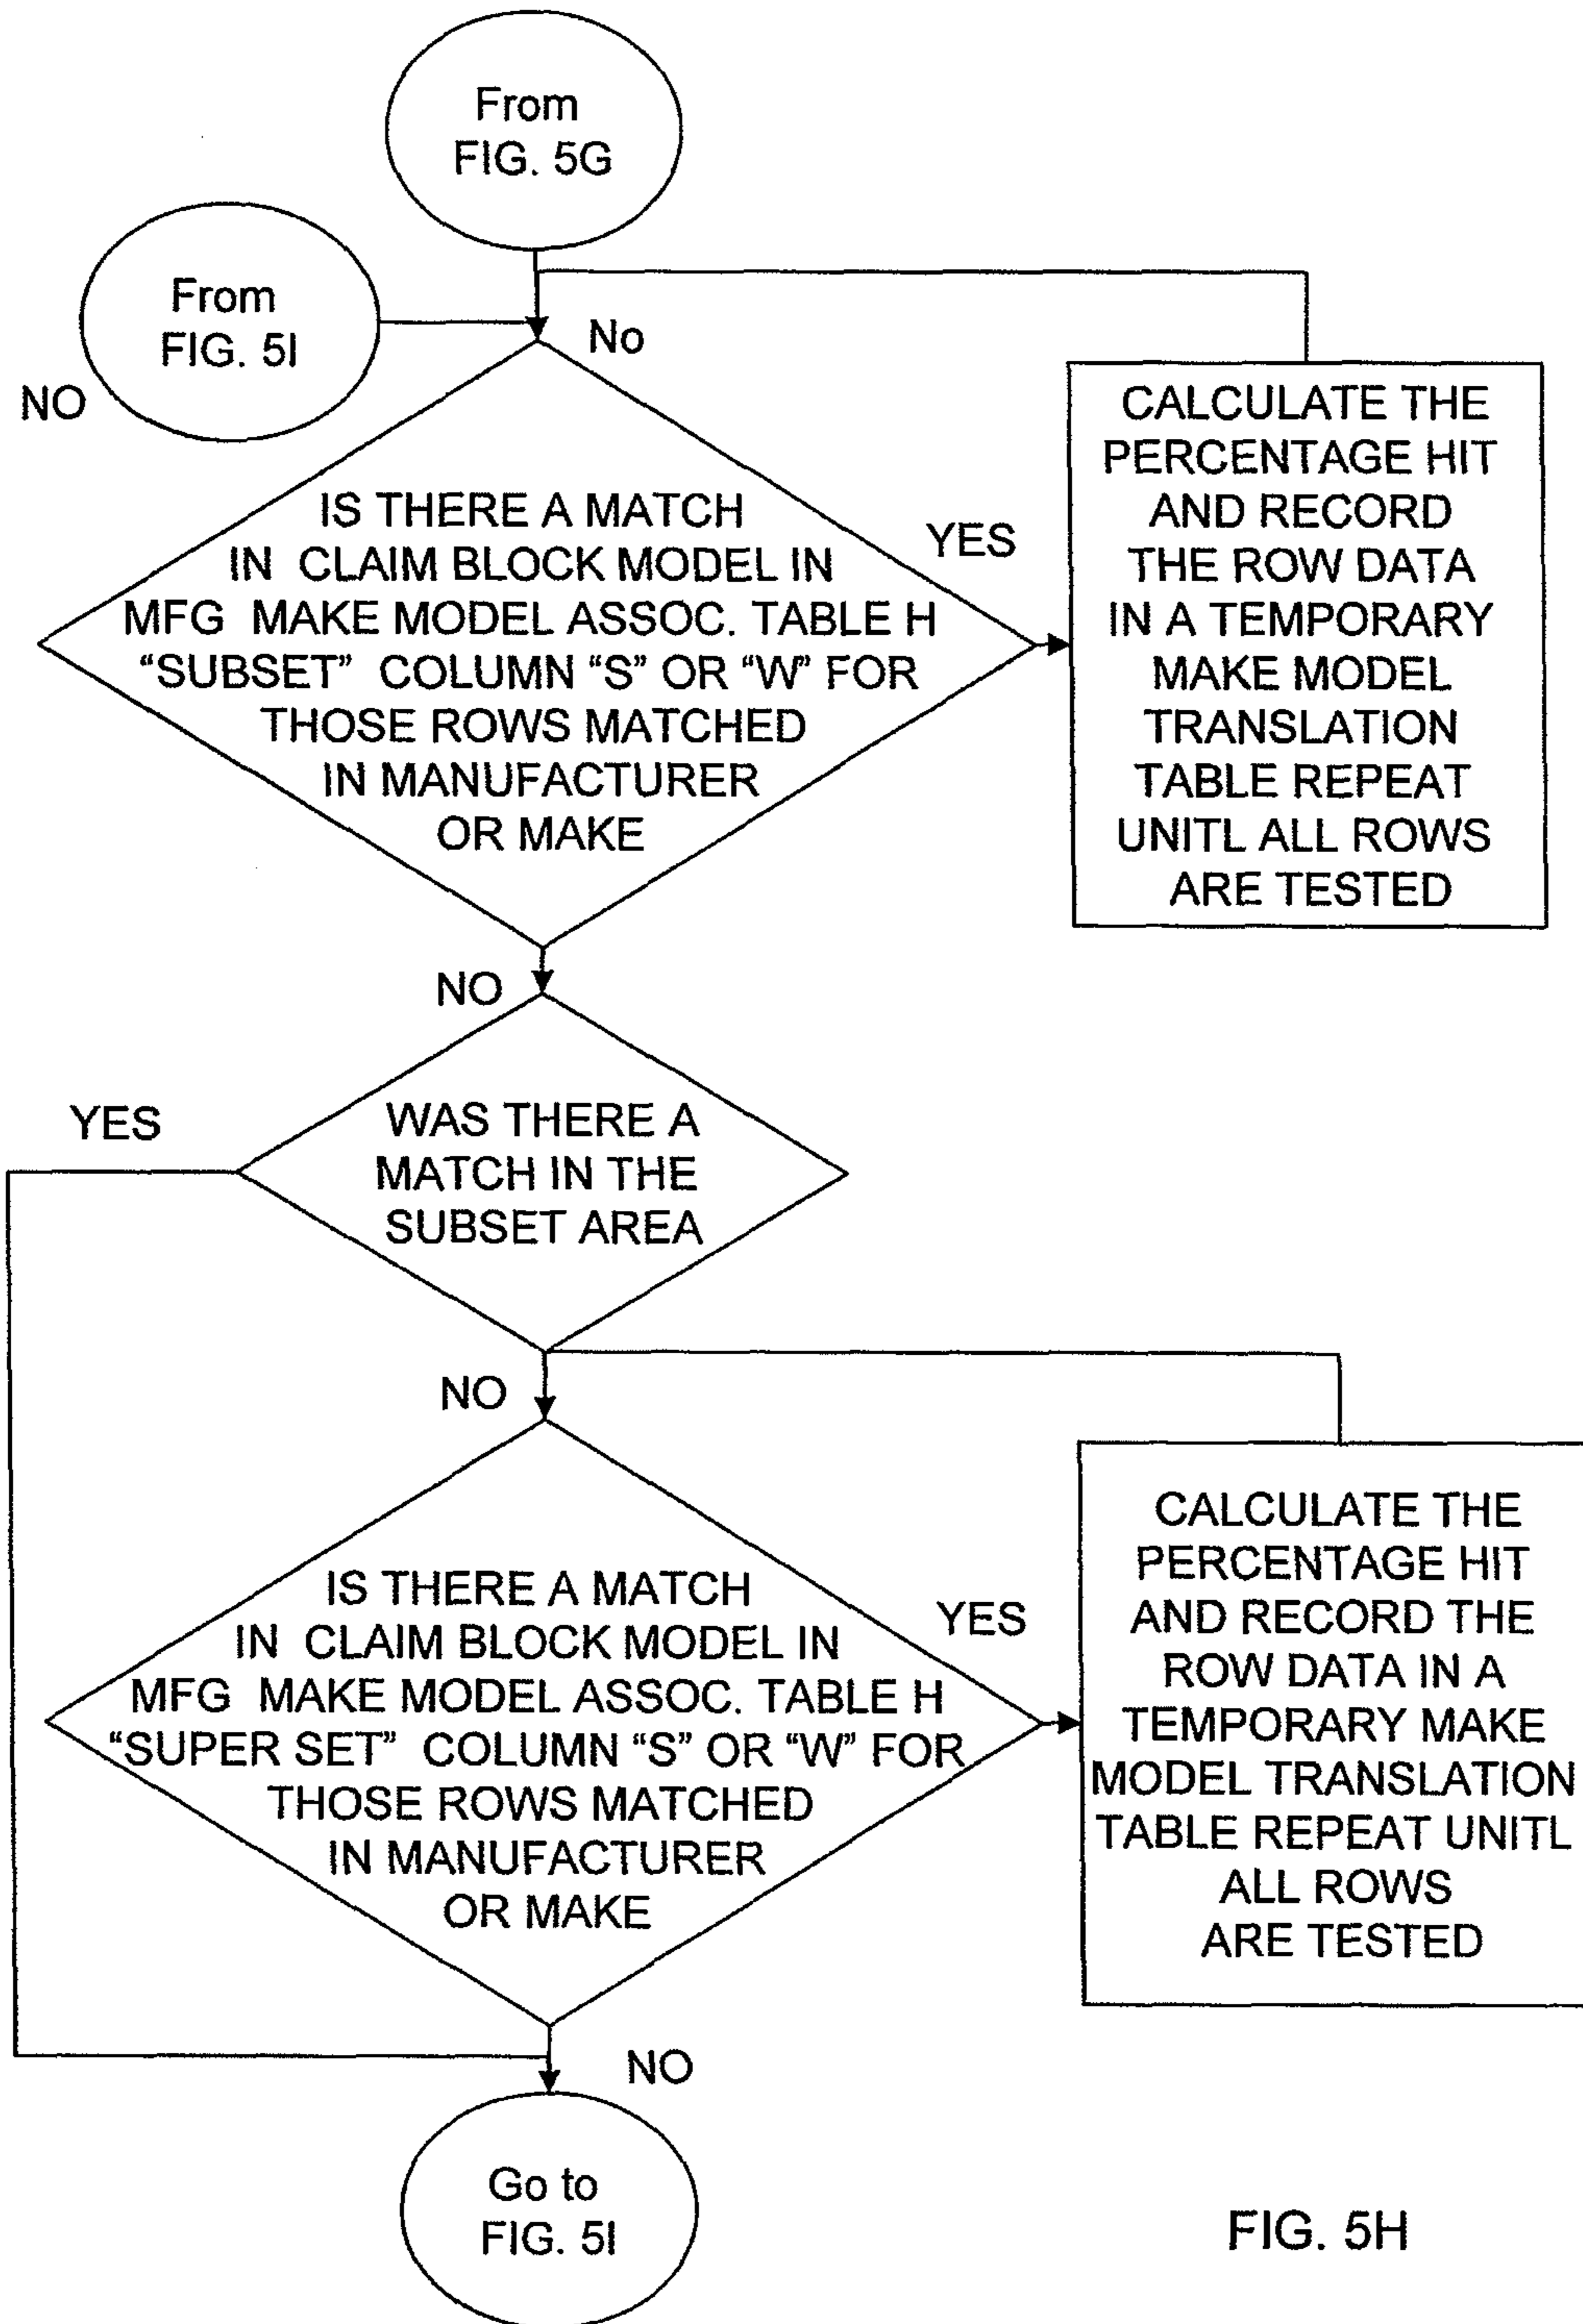 From
FIG. 5G
From
FIG. 5I
No
NO
IS THERE A MATCH
IN CLAIM BLOCK MODEL IN
MFG MAKE MODEL ASSOC. TABLE H
“SUBSET” COLUMN “S” OR “W” FOR
THOSE ROWS MATCHED
IN MANUFACTURER
OR MAKE
YES
CALCULATE THE
PERCENTAGE HIT
AND RECORD
THE ROW DATA
IN A TEMPORARY
MAKE MODEL
TRANSLATION
TABLE REPEAT
UNITL ALL ROWS
ARE TESTED
NO
YES
WAS THERE A
MATCH IN THE
SUBSET AREA
NO
IS THERE A MATCH
IN CLAIM BLOCK MODEL IN
MFG MAKE MODEL ASSOC. TABLE H
“SUPER SET” COLUMN “S” OR “W” FOR
THOSE ROWS MATCHED
IN MANUFACTURER
OR MAKE
YES
CALCULATE THE
PERCENTAGE HIT
AND RECORD THE
ROW DATA IN A
TEMPORARY MAKE
MODEL TRANSLATION
TABLE REPEAT UNITL
ALL ROWS
ARE TESTED
NO
Go to
FIG. 5I
FIG. 5H